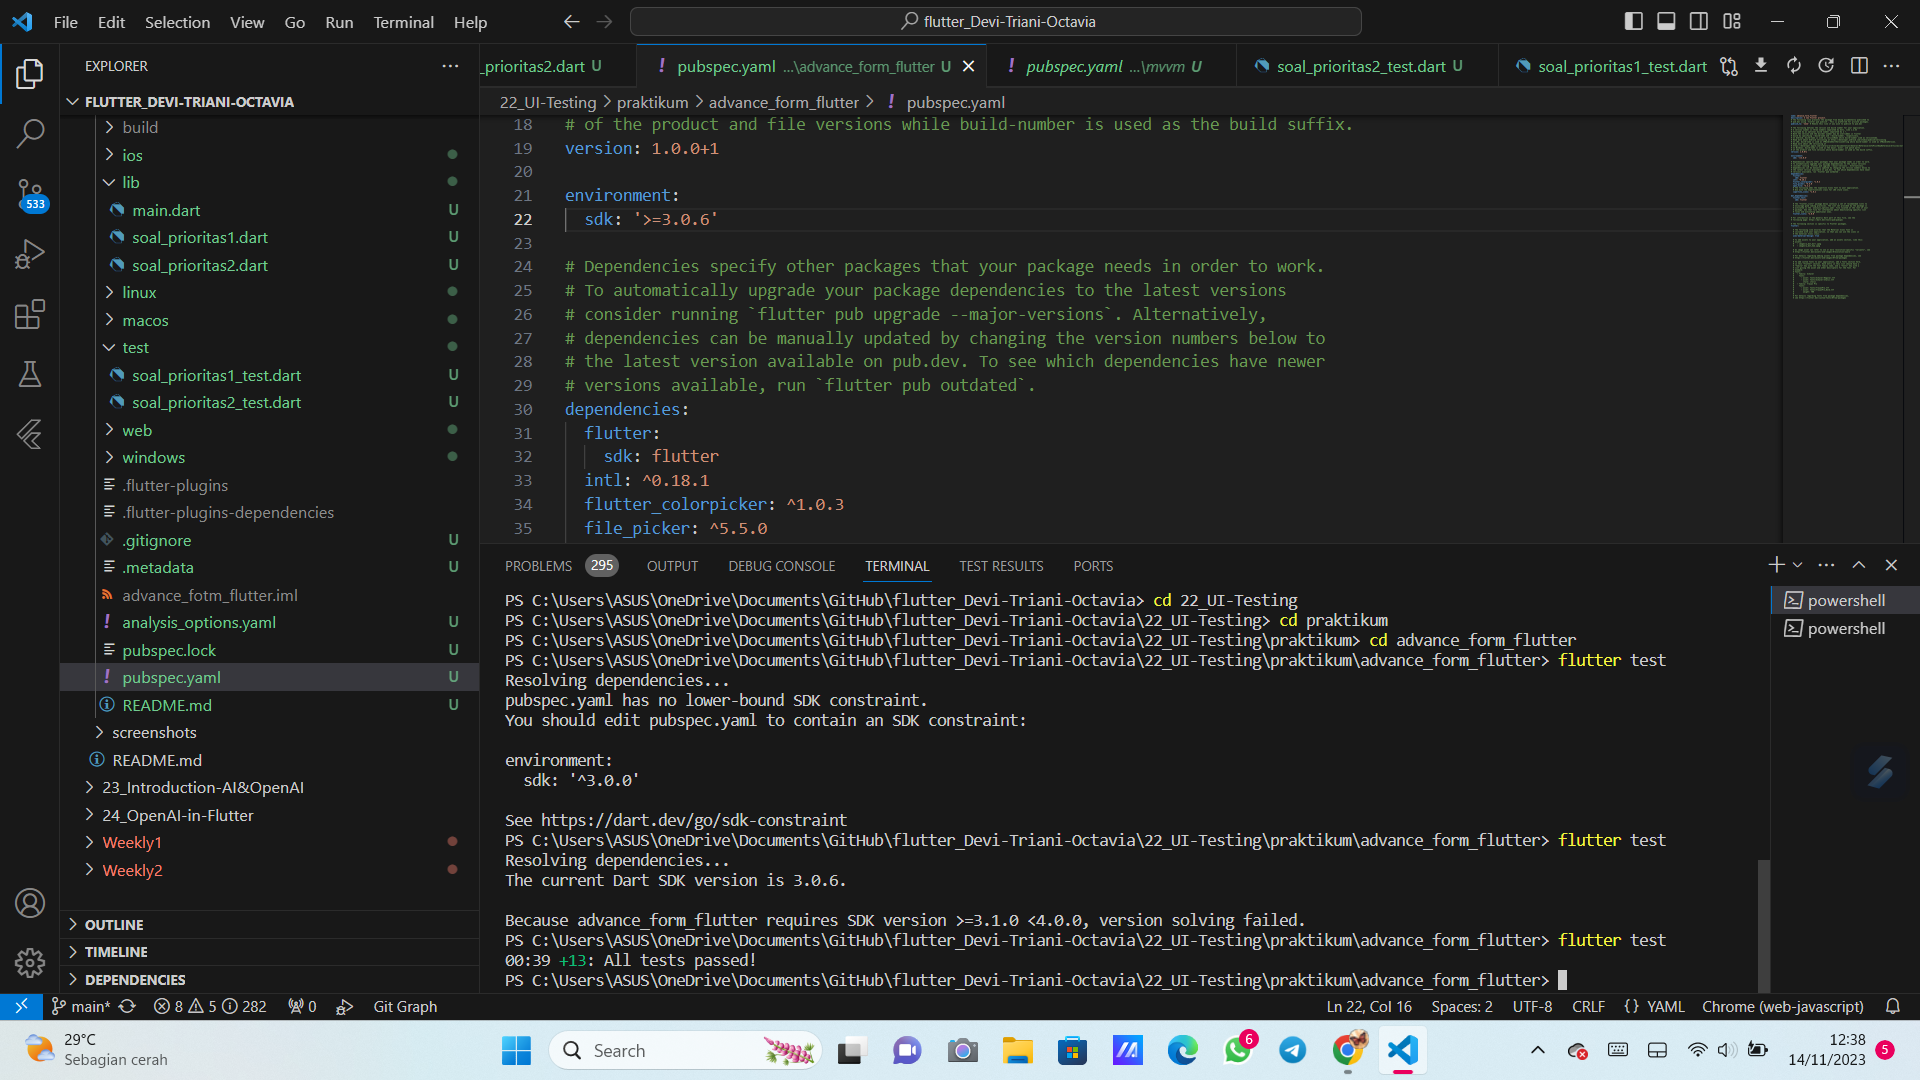 File Edit Selection View Go Run Terminal Help
flutter_Devi-Triani-Octavia
EXPLORER
FLUTTER_DEVI-TRIANI-OCTAVIA
build
ios
lib
main.dart U
soal_prioritas1.dart U
soal_prioritas2.dart U
linux
macos
test
soal_prioritas1_test.dart U
soal_prioritas2_test.dart U
web
windows
.flutter-plugins
.flutter-plugins-dependencies
.gitignore U
.metadata U
advance_fotm_flutter.iml
analysis_options.yaml U
pubspec.lock U
pubspec.yaml U
README.md U
screenshots
README.md
23_Introduction-AI&OpenAI
24_OpenAI-in-Flutter
Weekly1
Weekly2
OUTLINE
TIMELINE
DEPENDENCIES
533
_prioritas2.dart U
pubspec.yaml ...\advance_form_flutter U
pubspec.yaml ...\mvvm U
soal_prioritas2_test.dart U
soal_prioritas1_test.dart
22_UI-Testing > praktikum > advance_form_flutter > ! pubspec.yaml
18 # of the product and file versions while build-number is used as the build suffix.
19 version: 1.0.0+1
20
21 environment:
22 sdk: '>=3.0.6'
23
24 # Dependencies specify other packages that your package needs in order to work.
25 # To automatically upgrade your package dependencies to the latest versions
26 # consider running `flutter pub upgrade --major-versions`. Alternatively,
27 # dependencies can be manually updated by changing the version numbers below to
28 # the latest version available on pub.dev. To see which dependencies have newer
29 # versions available, run `flutter pub outdated`.
30 dependencies:
31 flutter:
32 sdk: flutter
33 intl: ^0.18.1
34 flutter_colorpicker: ^1.0.3
35 file_picker: ^5.5.0
PROBLEMS 295 OUTPUT DEBUG CONSOLE TERMINAL TEST RESULTS PORTS
PS C:\Users\ASUS\OneDrive\Documents\GitHub\flutter_Devi-Triani-Octavia> cd 22_UI-Testing
PS C:\Users\ASUS\OneDrive\Documents\GitHub\flutter_Devi-Triani-Octavia\22_UI-Testing> cd praktikum
PS C:\Users\ASUS\OneDrive\Documents\GitHub\flutter_Devi-Triani-Octavia\22_UI-Testing\praktikum> cd advance_form_flutter
PS C:\Users\ASUS\OneDrive\Documents\GitHub\flutter_Devi-Triani-Octavia\22_UI-Testing\praktikum\advance_form_flutter> flutter test
Resolving dependencies...
pubspec.yaml has no lower-bound SDK constraint.
You should edit pubspec.yaml to contain an SDK constraint:
environment:
sdk: '^3.0.0'
See https://dart.dev/go/sdk-constraint
PS C:\Users\ASUS\OneDrive\Documents\GitHub\flutter_Devi-Triani-Octavia\22_UI-Testing\praktikum\advance_form_flutter> flutter test
Resolving dependencies...
The current Dart SDK version is 3.0.6.
Because advance_form_flutter requires SDK version >=3.1.0 <4.0.0, version solving failed.
PS C:\Users\ASUS\OneDrive\Documents\GitHub\flutter_Devi-Triani-Octavia\22_UI-Testing\praktikum\advance_form_flutter> flutter test
00:39 +13: All tests passed!
PS C:\Users\ASUS\OneDrive\Documents\GitHub\flutter_Devi-Triani-Octavia\22_UI-Testing\praktikum\advance_form_flutter>
powershell
powershell
main* 8 5 282 0 Git Graph
Ln 22, Col 16 Spaces: 2 UTF-8 CRLF {} YAML Chrome (web-javascript)
29°C
Sebagian cerah
Search
6
12:38
14/11/2023
5